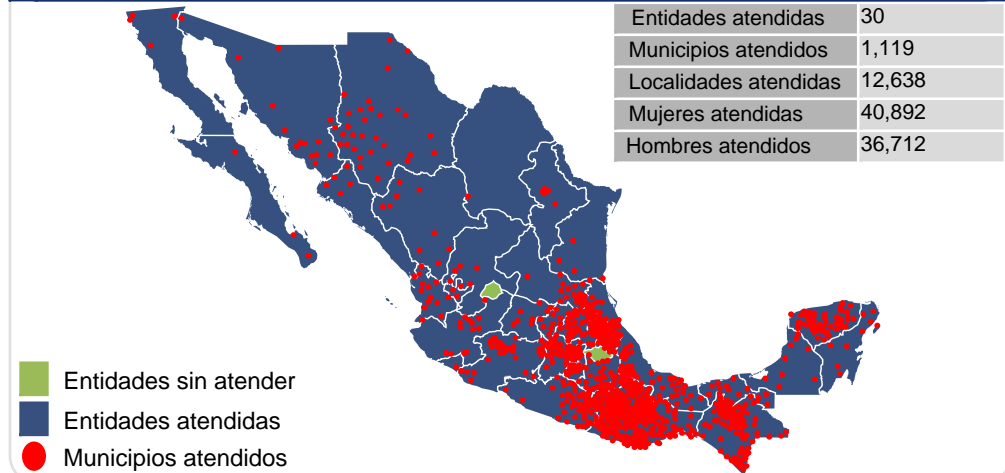 Entidades atendidas 30
Municipios atendidos 1,119
Localidades atendidas 12,638
Mujeres atendidas 40,892
Hombres atendidos 36,712
Entidades sin atender
Entidades atendidas
Municipios atendidos